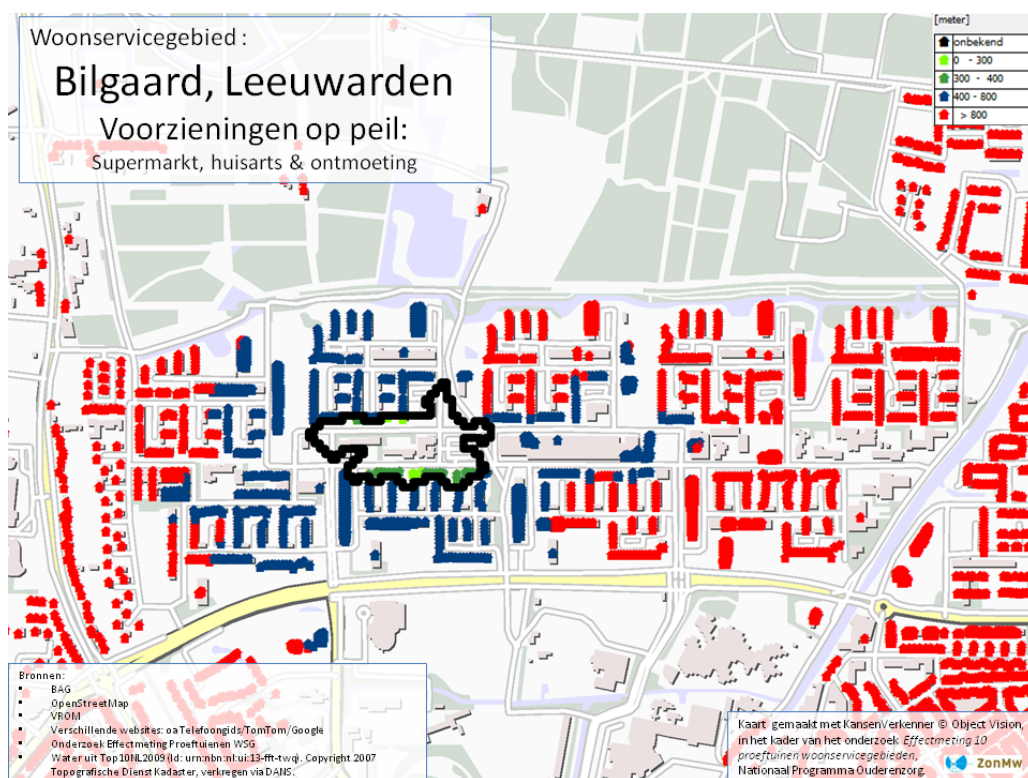 Woonservicegebied :
Bilgaard, Leeuwarden
Voorzieningen op peil:
Supermarkt, huisarts & ontmoeting
[meter]
onbekend
0 - 300
300 - 400
400 - 800
> 800
Bronnen:
▪ BAG
▪ OpenStreetMap
▪ VROM
▪ Verschillende websites: oa Telefoongids/TomTom/Google
▪ Onderzoek Effectmeting Proeftuienen WSG
▪ Water uit Top10NL2009 (Id: urn:nbn:nl:ui:13-fft-twq). Copyright 2007
Topografische Dienst Kadaster, verkregen via DANS.
Kaart gemaakt met KansenVerkenner © Object Vision,
in het kader van het onderzoek Effectmeting 10
proeftuinen woonservicegebieden,
Nationaal Programma Ouderenzorg.
ZonMw